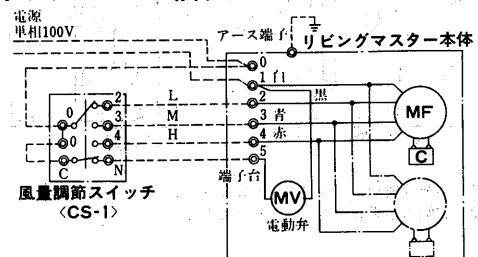 電源
単相100V
アース端子
リビングマスター本体
0
1 白
2
黒
3 青
4 赤
5
端子台
L
M
H
0
2
3
0
4
C
N
風量調節スイッチ
〈CS-1〉
MV
電動弁
MF
C